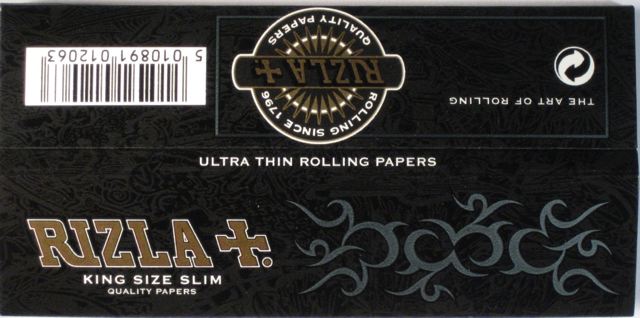 5 010891 012063
ROLLING SINCE 1796
RIZLA+.
QUALITY PAPERS
THE ART OF ROLLING
ULTRA THIN ROLLING PAPERS
RIZLA+.
KING SIZE SLIM
QUALITY PAPERS